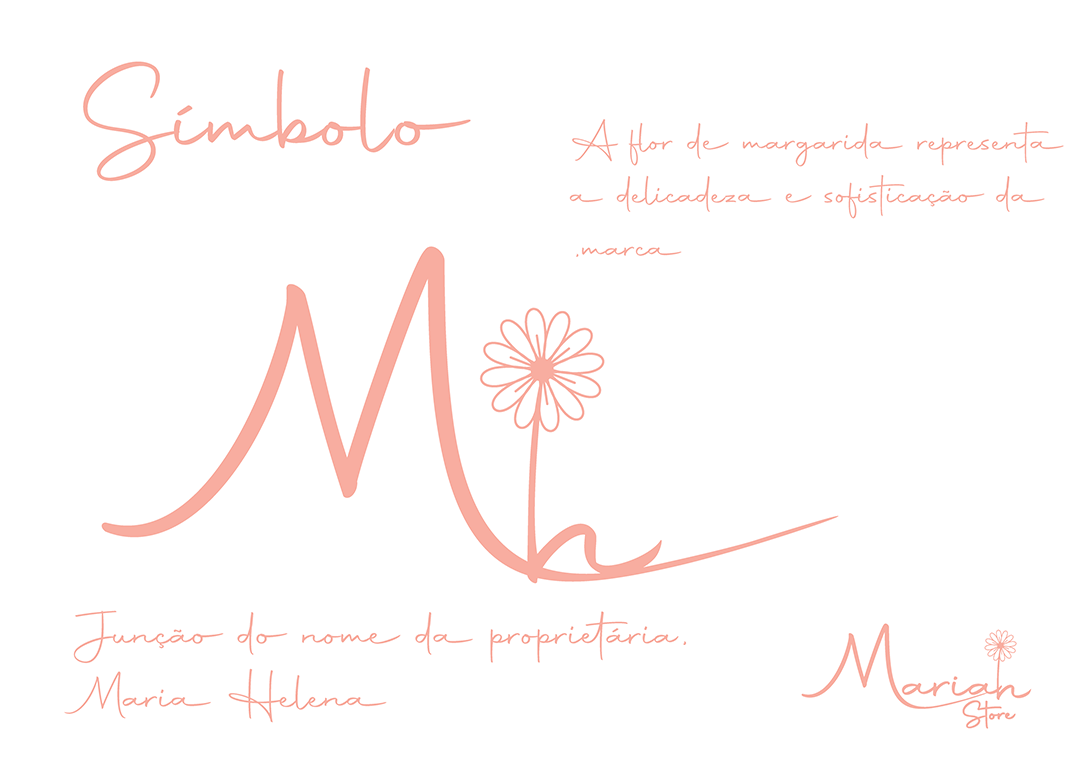 Símbolo
A flor de margarida representa
a delicadeza e sofisticação da
.marca
Mh
Junção do nome da proprietária.
Maria Helena
Mariah
Store